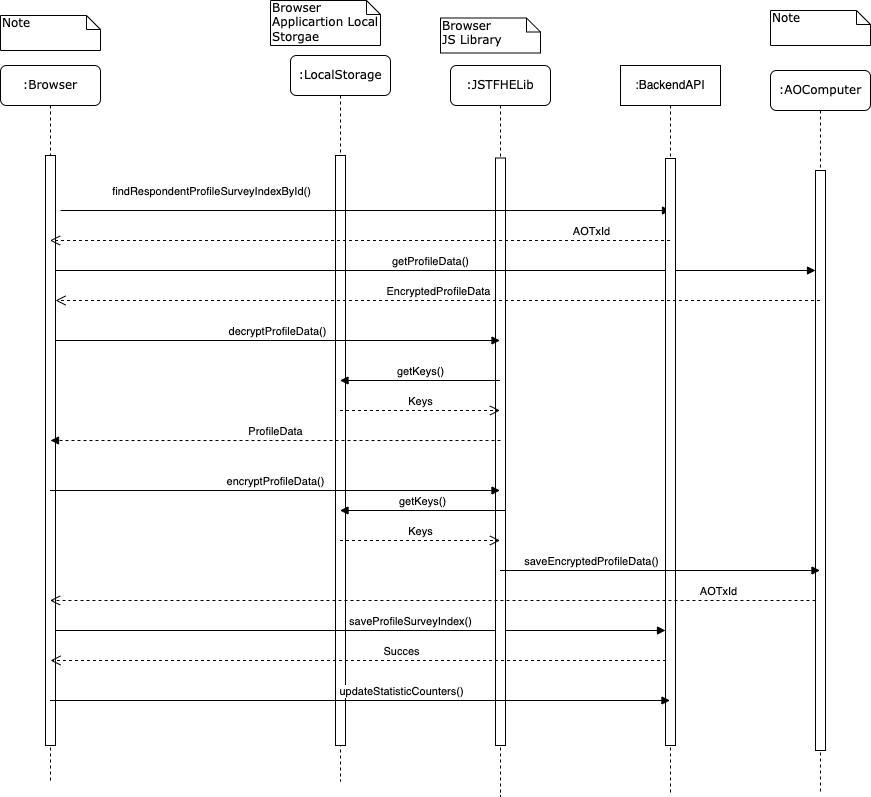 Note
Browser
Applicartion Local
Storgae
Browser
JS Library
Note
:Browser
:LocalStorage
:JSTFHELib
:BackendAPI
:AOComputer
findRespondentProfileSurveyIndexById()
AOTxId
getProfileData()
EncryptedProfileData
decryptProfileData()
getKeys()
Keys
ProfileData
encryptProfileData()
getKeys()
Keys
saveEncryptedProfileData()
AOTxId
saveProfileSurveyIndex()
Succes
updateStatisticCounters()